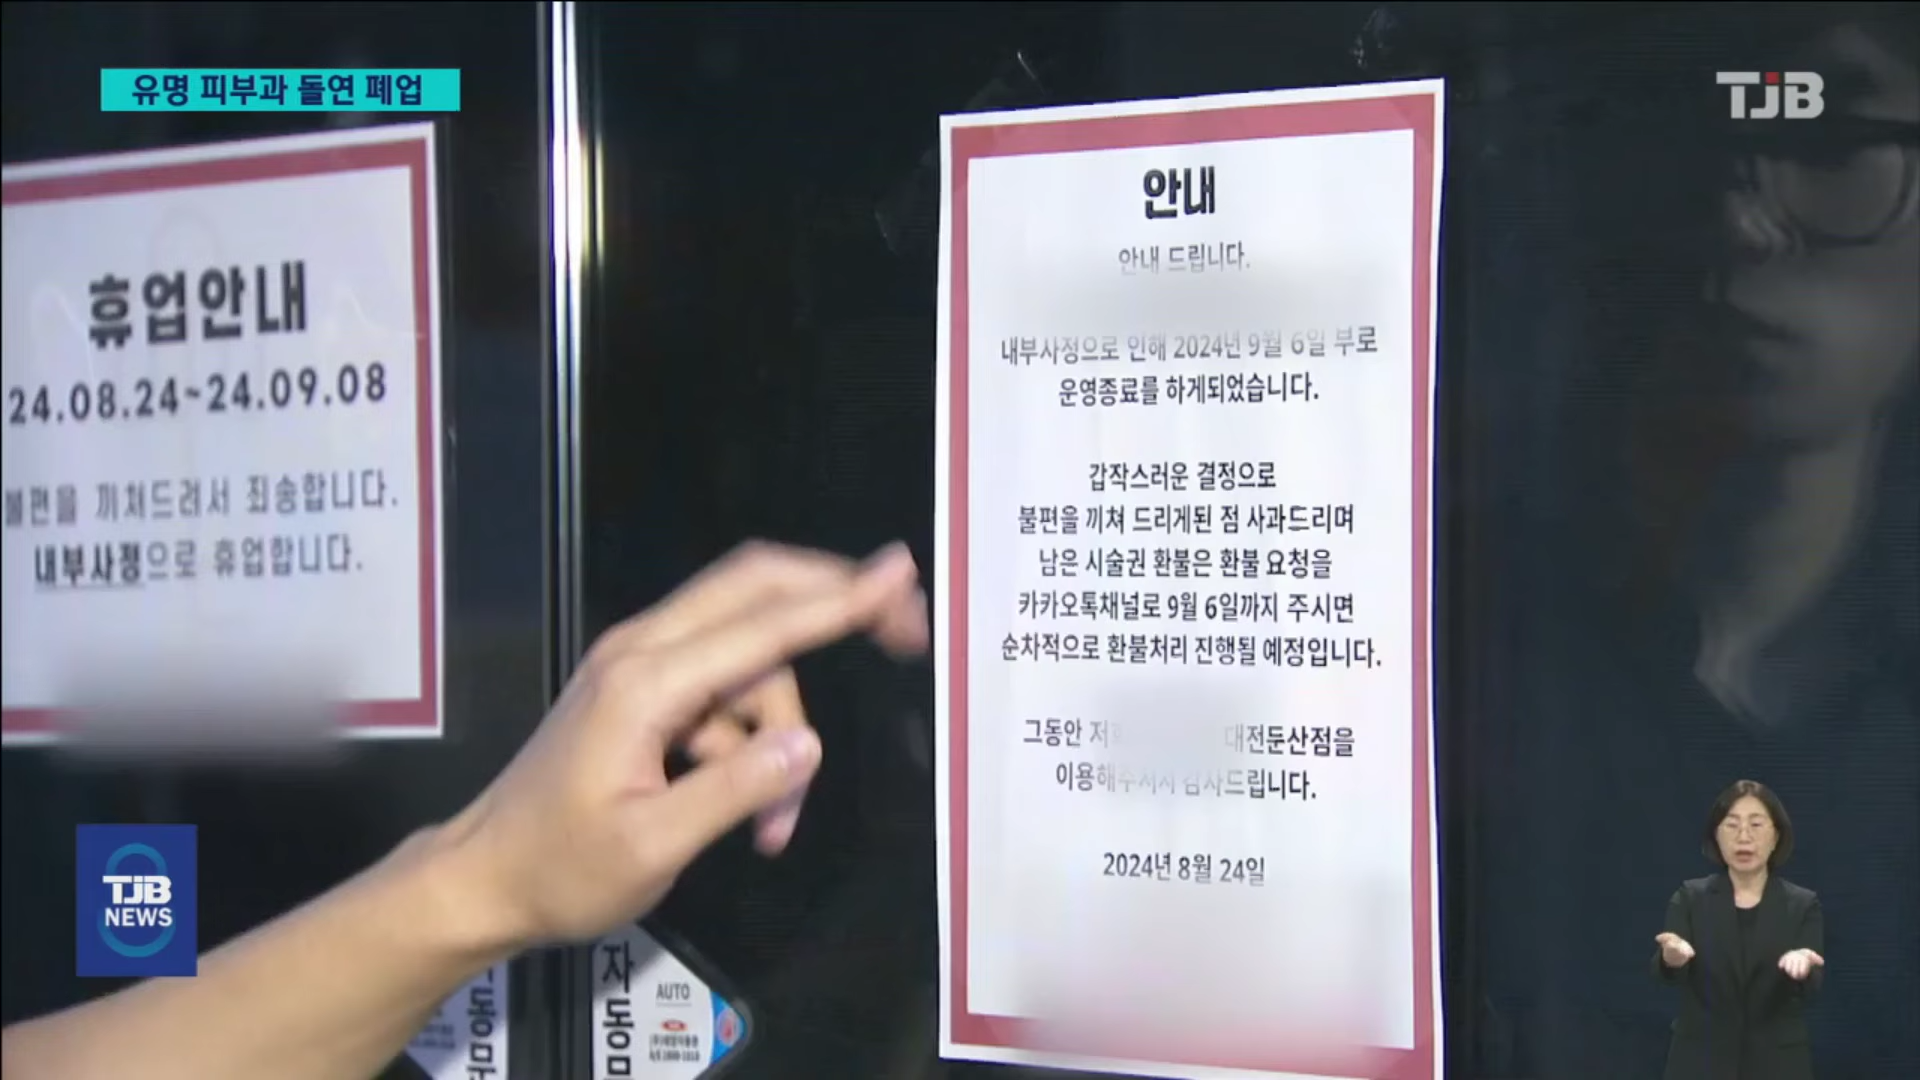 유명 피부과 돌연 폐업
TJB
휴업안내
24.08.24~24.09.08
불편을 끼쳐드려서 죄송합니다.
내부사정으로 휴업합니다.
안내
안내 드립니다.
내부사정으로 인해 2024년 9월 6일 부로
운영종료를 하게되었습니다.
갑작스러운 결정으로
불편을 끼쳐 드리게된 점 사과드리며
남은 시술권 환불은 환불 요청을
카카오톡채널로 9월 6일까지 주시면
순차적으로 환불처리 진행될 예정입니다.
그동안 대전둔산점을
이용해주셔서 감사드립니다.
2024년 8월 24일
TJB
NEWS
자동문
AUTO